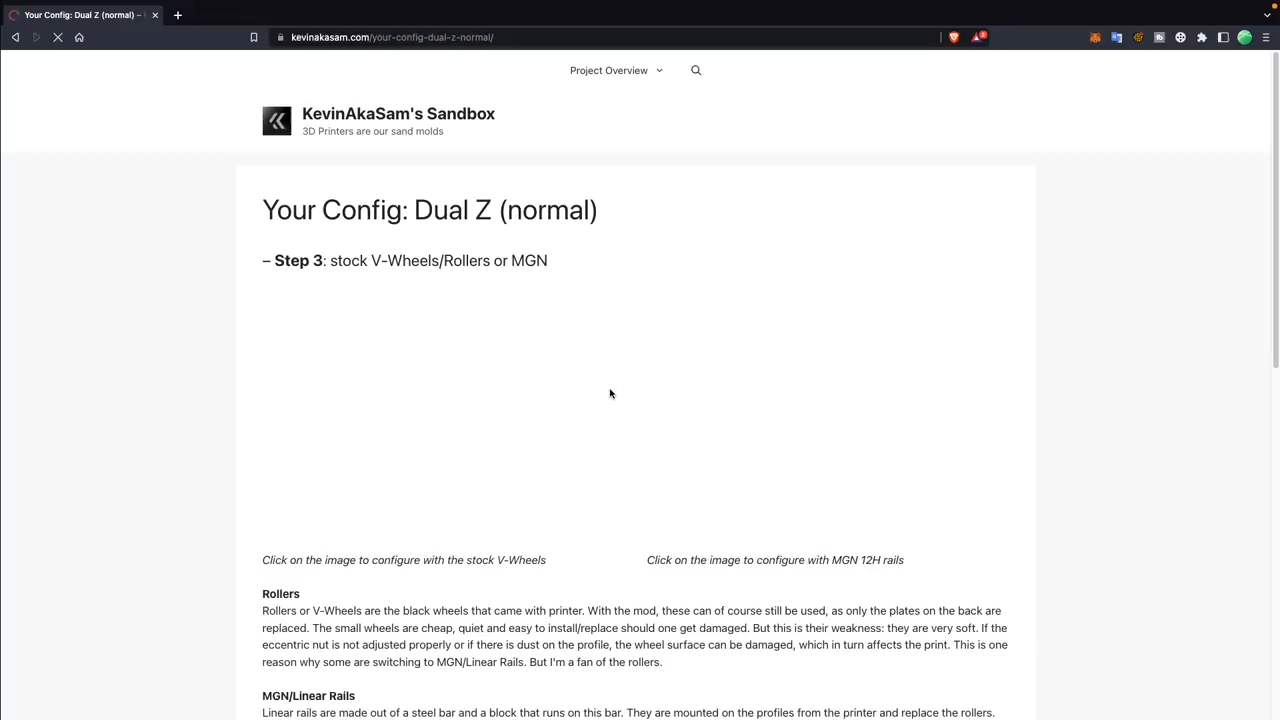 Your Config: Dual Z (normal) –
kevinakasam.com/your-config-dual-z-normal/
Project Overview
KevinAkaSam's Sandbox
3D Printers are our sand molds
Your Config: Dual Z (normal)
– Step 3: stock V-Wheels/Rollers or MGN
Click on the image to configure with the stock V-Wheels
Click on the image to configure with MGN 12H rails
Rollers
Rollers or V-Wheels are the black wheels that came with printer. With the mod, these can of course still be used, as only the plates on the back are
replaced. The small wheels are cheap, quiet and easy to install/replace should one get damaged. But this is their weakness: they are very soft. If the
eccentric nut is not adjusted properly or if there is dust on the profile, the wheel surface can be damaged, which in turn affects the print. This is one
reason why some are switching to MGN/Linear Rails. But I'm a fan of the rollers.
MGN/Linear Rails
Linear rails are made out of a steel bar and a block that runs on this bar. They are mounted on the profiles from the printer and replace the rollers.